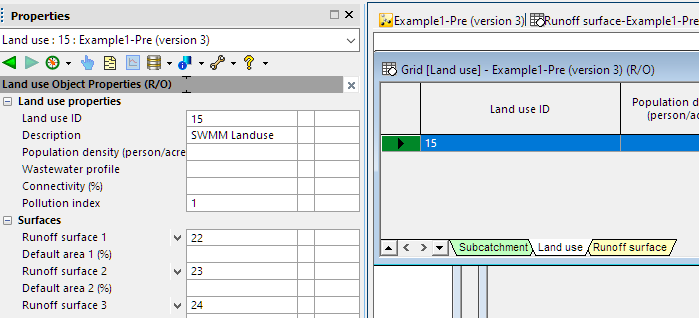 Properties
Land use : 15 : Example1-Pre (version 3)
Land use Object Properties (R/O)
Land use properties
Land use ID 15
Description SWMM Landuse
Population density (person/acre
Wastewater profile
Connectivity (%)
Pollution index 1
Surfaces
Runoff surface 1 22
Default area 1 (%)
Runoff surface 2 23
Default area 2 (%)
Runoff surface 3 24
Example1-Pre (version 3) Runoff surface-Example1-Pre
Grid [Land use] - Example1-Pre (version 3) (R/O)
Land use ID
Population d
(person/acr
15
Subcatchment Land use Runoff surface